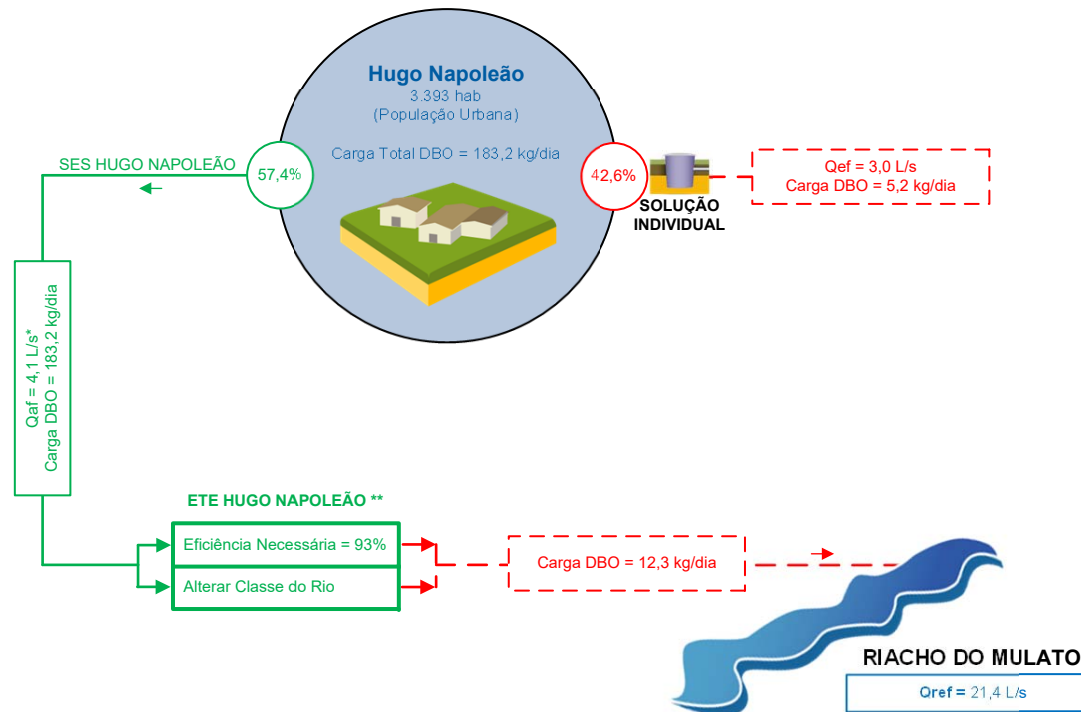 Hugo Napoleão
3.393 hab
(População Urbana)
Carga Total DBO = 183,2 kg/dia
SES HUGO NAPOLEÃO
57,4%
42,6%
SOLUÇÃO
INDIVIDUAL
Qef = 3,0 L/s
Carga DBO = 5,2 kg/dia
Qaf = 4,1 L/s*
Carga DBO = 183,2 kg/dia
ETE HUGO NAPOLEÃO **
Eficiência Necessária = 93%
Alterar Classe do Rio
Carga DBO = 12,3 kg/dia
RIACHO DO MULATO
Qref = 21,4 L/s